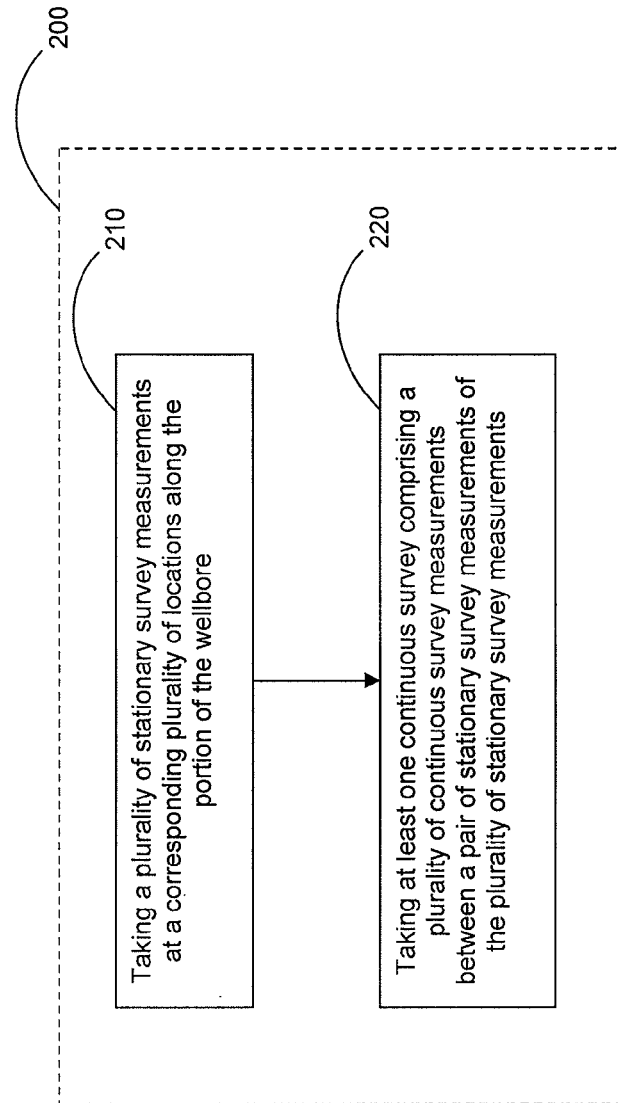 200
210
Taking a plurality of stationary survey measurements
at a corresponding plurality of locations along the
portion of the wellbore
220
Taking at least one continuous survey comprising a
plurality of continuous survey measurements
between a pair of stationary survey measurements of
the plurality of stationary survey measurements